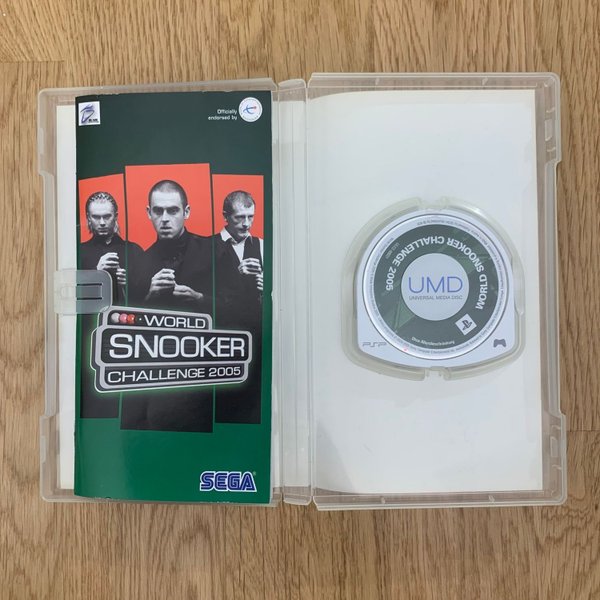 Officially
endorsed by
WORLD
SNOOKER
CHALLENGE 2005
SEGA
WORLD SNOOKER CHALLENGE 2005
UMD
UNIVERSAL MEDIA DISC
PSP